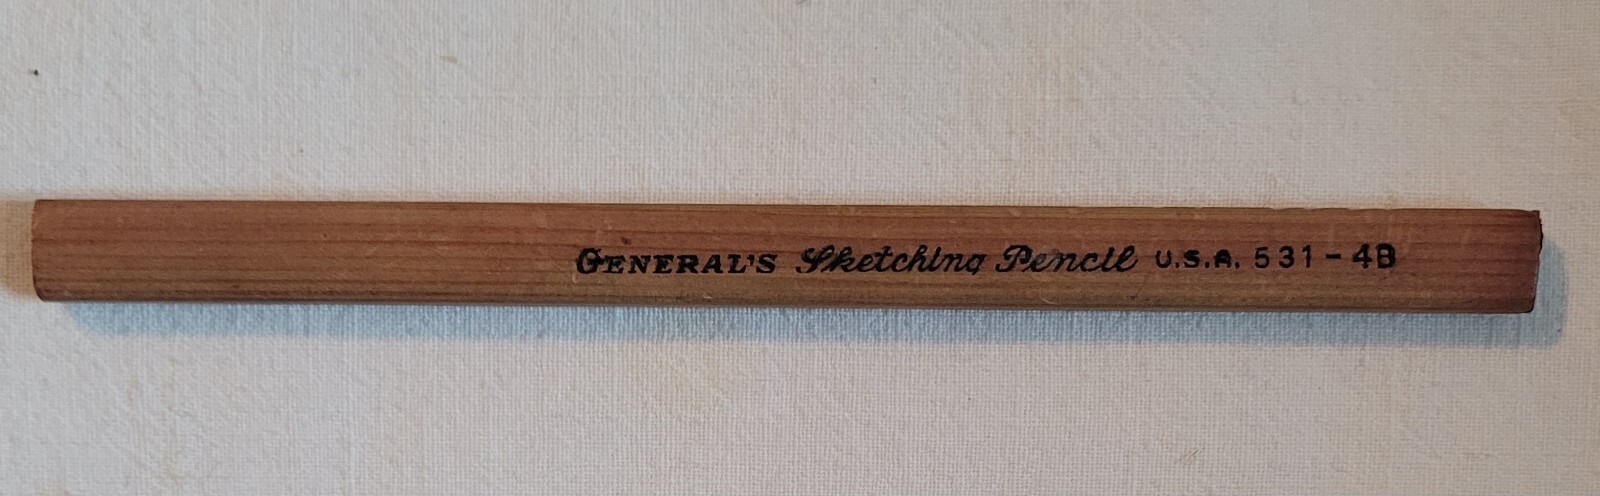 GENERAL'S Sketching Pencil U.S.A. 531-4B